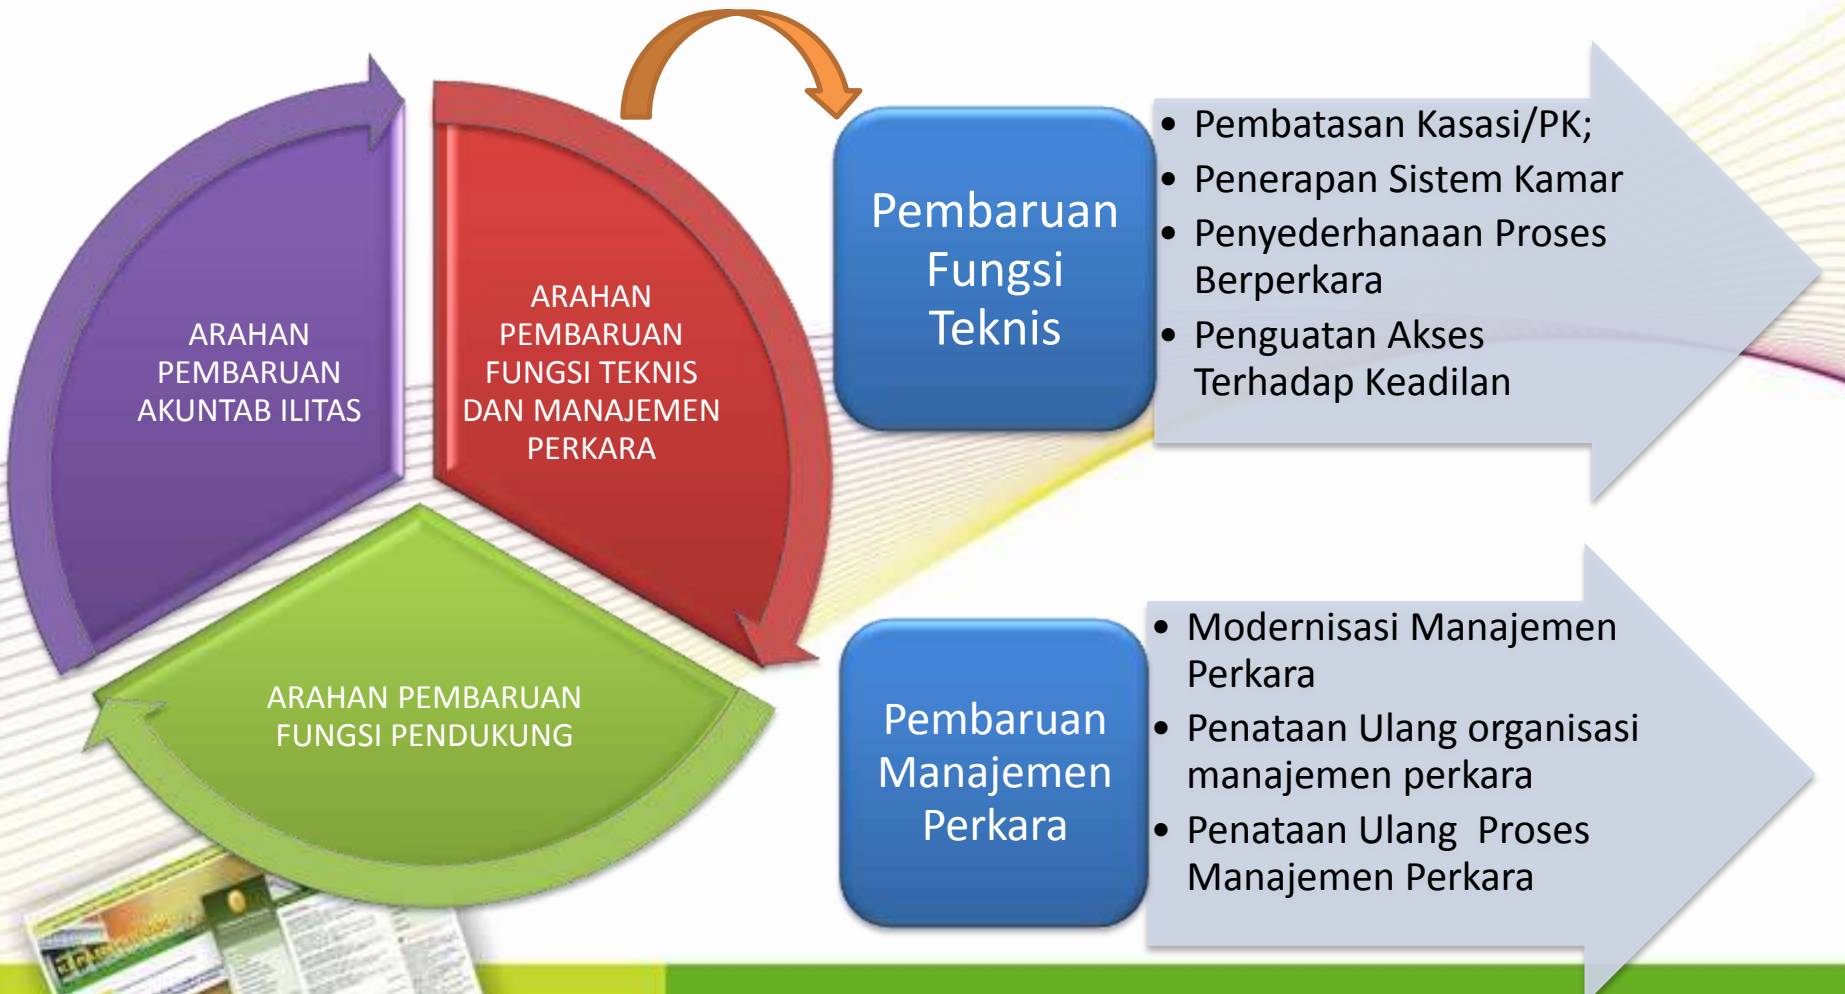 ARAHAN
PEMBARUAN
AKUNTAB ILITAS
ARAHAN
PEMBARUAN
FUNGSI TEKNIS
DAN MANAJEMEN
PERKARA
ARAHAN PEMBARUAN
FUNGSI PENDUKUNG
Pembaruan
Fungsi
Teknis
• Pembatasan Kasasi/PK;
• Penerapan Sistem Kamar
• Penyederhanaan Proses
Berperkara
• Penguatan Akses
Terhadap Keadilan
Pembaruan
Manajemen
Perkara
• Modernisasi Manajemen
Perkara
• Penataan Ulang organisasi
manajemen perkara
• Penataan Ulang  Proses
Manajemen Perkara